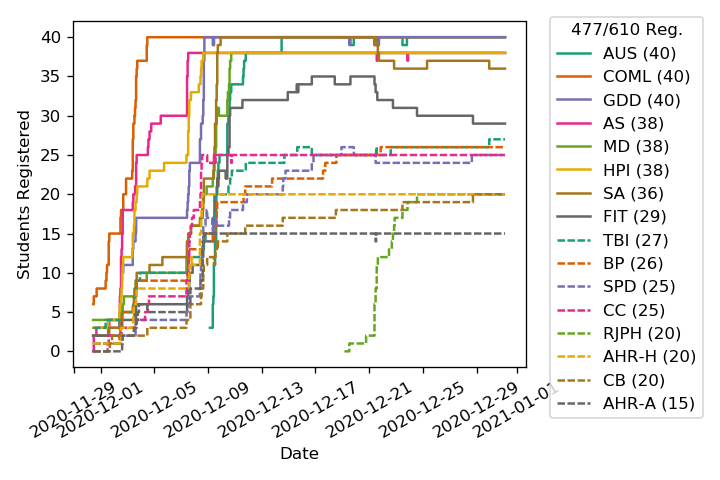 477/610 Reg.
AUS (40)
COML (40)
GDD (40)
AS (38)
MD (38)
HPI (38)
SA (36)
FIT (29)
TBI (27)
BP (26)
SPD (25)
CC (25)
RJPH (20)
AHR-H (20)
CB (20)
AHR-A (15)
Students Registered
40
35
30
25
20
15
10
5
0
2020-11-29
2020-12-01
2020-12-05
2020-12-09
2020-12-13
2020-12-17
2020-12-21
2020-12-25
2020-12-29
2021-01-01
Date